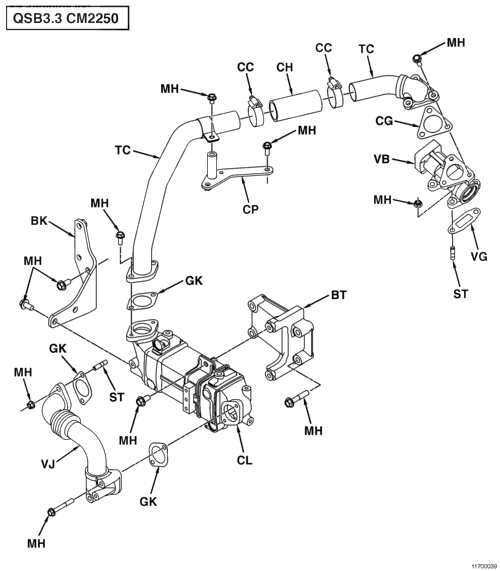 QSB3.3 CM2250
MH
CC
TC
CC
CH
MH
MH
CG
TC
VB
CP
MH
BK
MH
VG
MH
GK
ST
BT
GK
MH
ST
MH
MH
VJ
CL
GK
MH
11700039